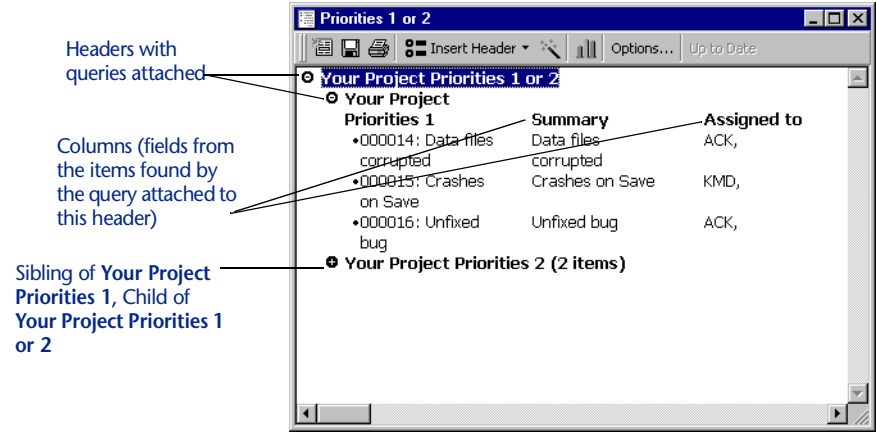 Priorities 1 or 2
Insert Header Options... Up to Date
Headers with
queries attached
Your Project Priorities 1 or 2
Your Project
Priorities 1 Summary Assigned to
•000014: Data files Data files ACK,
corrupted corrupted
•000015: Crashes Crashes on Save KMD,
on Save
•000016: Unfixed Unfixed bug ACK,
bug
Your Project Priorities 2 (2 items)
Columns (fields from
the items found by
the query attached to
this header)
Sibling of Your Project
Priorities 1, Child of
Your Project Priorities 1
or 2